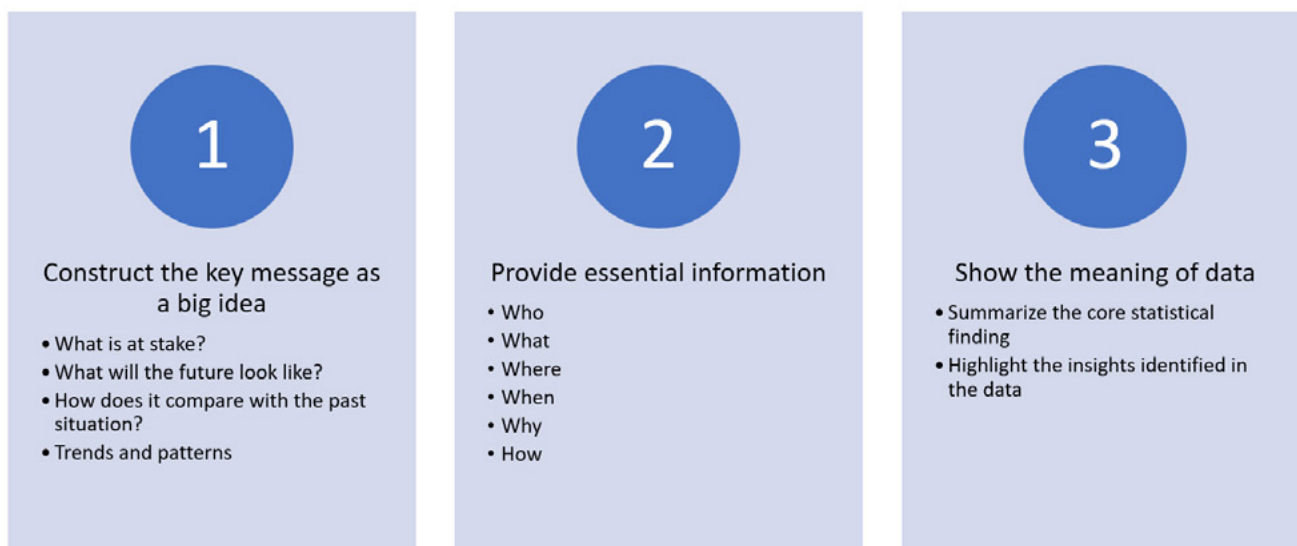 1
Construct the key message as
a big idea
• What is at stake?
• What will the future look like?
• How does it compare with the past
situation?
• Trends and patterns
2
Provide essential information
• Who
• What
• Where
• When
• Why
• How
3
Show the meaning of data
• Summarize the core statistical
finding
• Highlight the insights identified in
the data